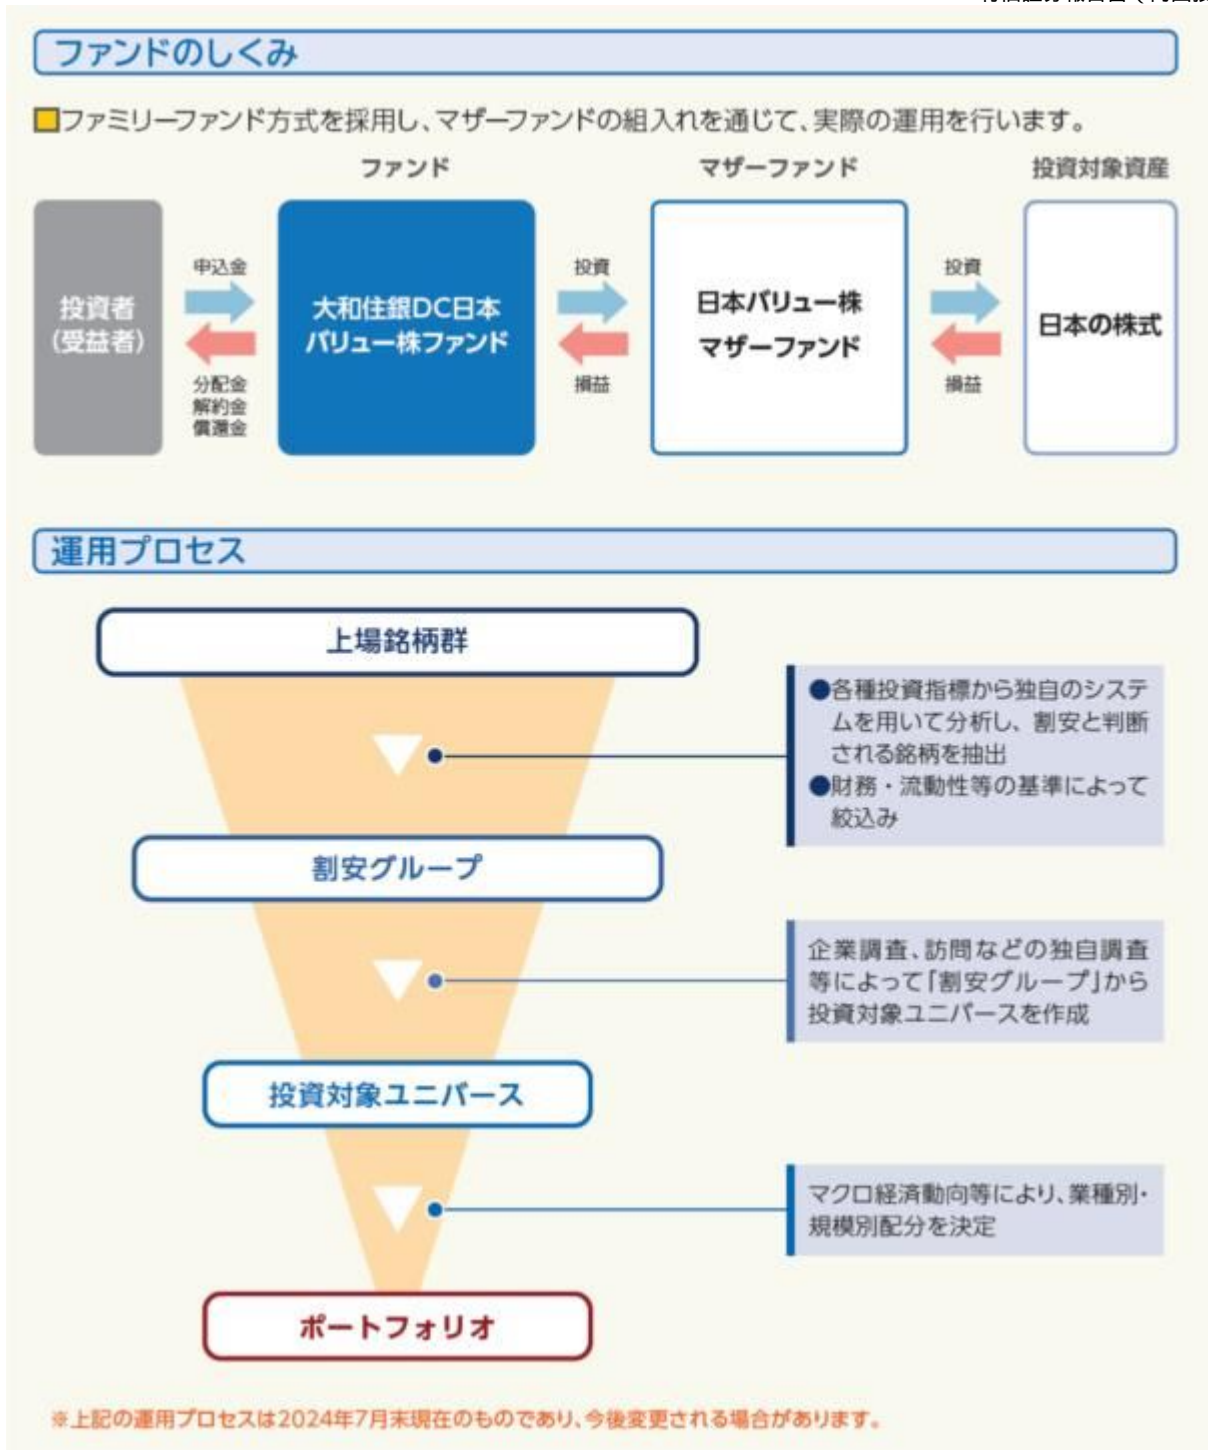 ファンドのしくみ
ファミリーファンド方式を採用し、マザーファンドの組入れを通じて、実際の運用を行います。
ファンド
マザーファンド
投資対象資産
投資者
(受益者)
申込金
分配金
解約金
償還金
大和住銀DC日本
バリュー株ファンド
投資
損益
日本バリュー株
マザーファンド
投資
損益
日本の株式
運用プロセス
上場銘柄群
●各種投資指標から独自のシステ
ムを用いて分析し、割安と判断
される銘柄を抽出
●財務・流動性等の基準によって
絞込み
割安グループ
企業調査、訪問などの独自調査
等によって「割安グループ」から
投資対象ユニバースを作成
投資対象ユニバース
マクロ経済動向等により、業種別・
規模別配分を決定
ポートフォリオ
※上記の運用プロセスは2024年7月末現在のものであり、今後変更される場合があります。